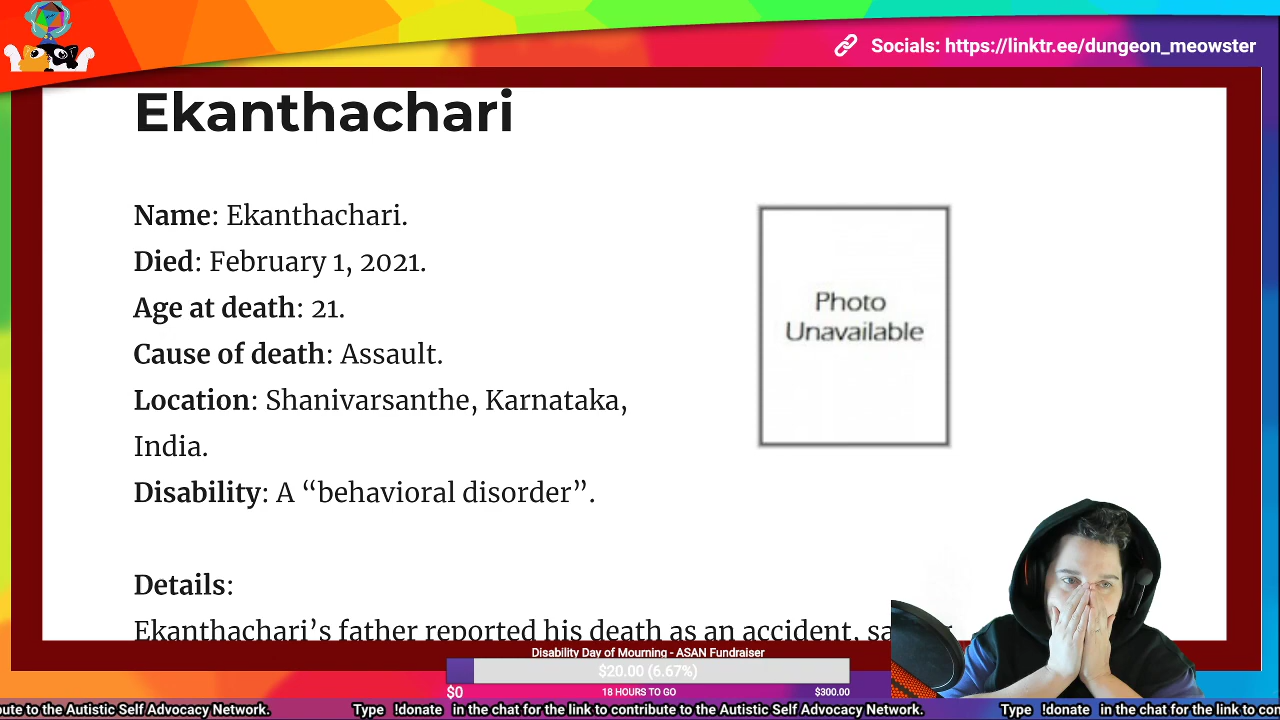 Socials: https://linktr.ee/dungeon_meowster
Ekanthachari
Name: Ekanthachari.
Died: February 1, 2021.
Age at death: 21.
Cause of death: Assault.
Location: Shanivarsanthe, Karnataka,
India.
Disability: A “behavioral disorder”.
Photo
Unavailable
Details:
Ekanthachari’s father reported his death as an accident,
Disability Day of Mourning - ASAN Fundraiser
$20.00 (6.67%)
$0 18 HOURS TO GO $300.00
to the Autistic Self Advocacy Network. Type !donate in the chat for the link to contribute to the Autistic Self Advocacy Network. Type !donate in the chat for the link to